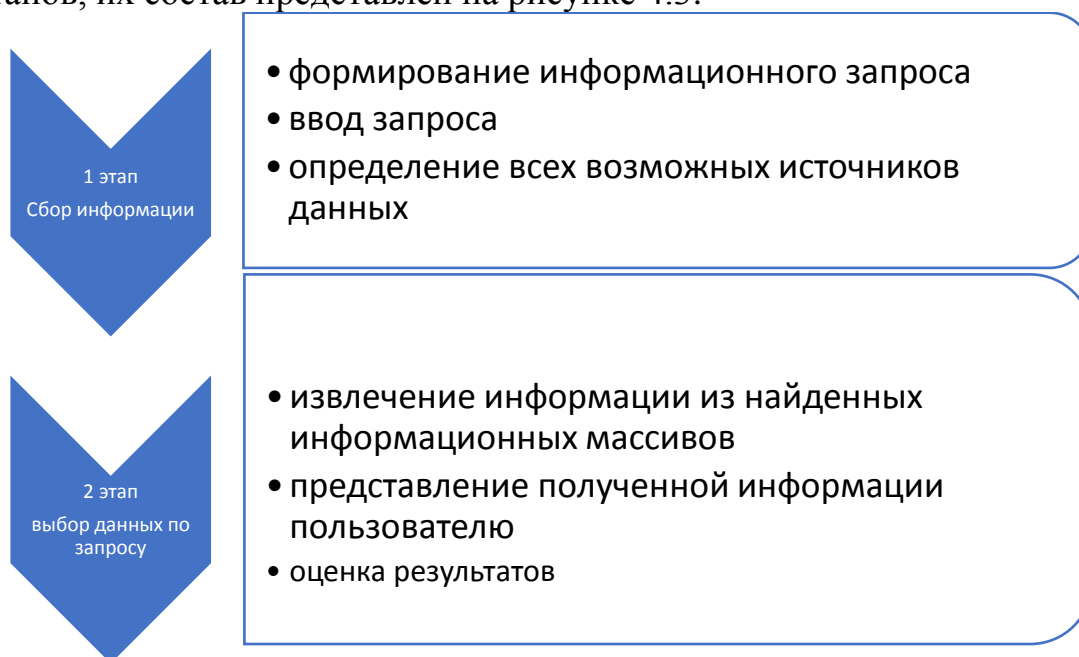 их состав представлен на рисунке 4.3.
1 этап
Сбор информации
• формирование информационного запроса
• ввод запроса
• определение всех возможных источников
данных
2 этап
выбор данных по
запросу
• извлечение информации из найденных
информационных массивов
• представление полученной информации
пользователю
• оценка результатов